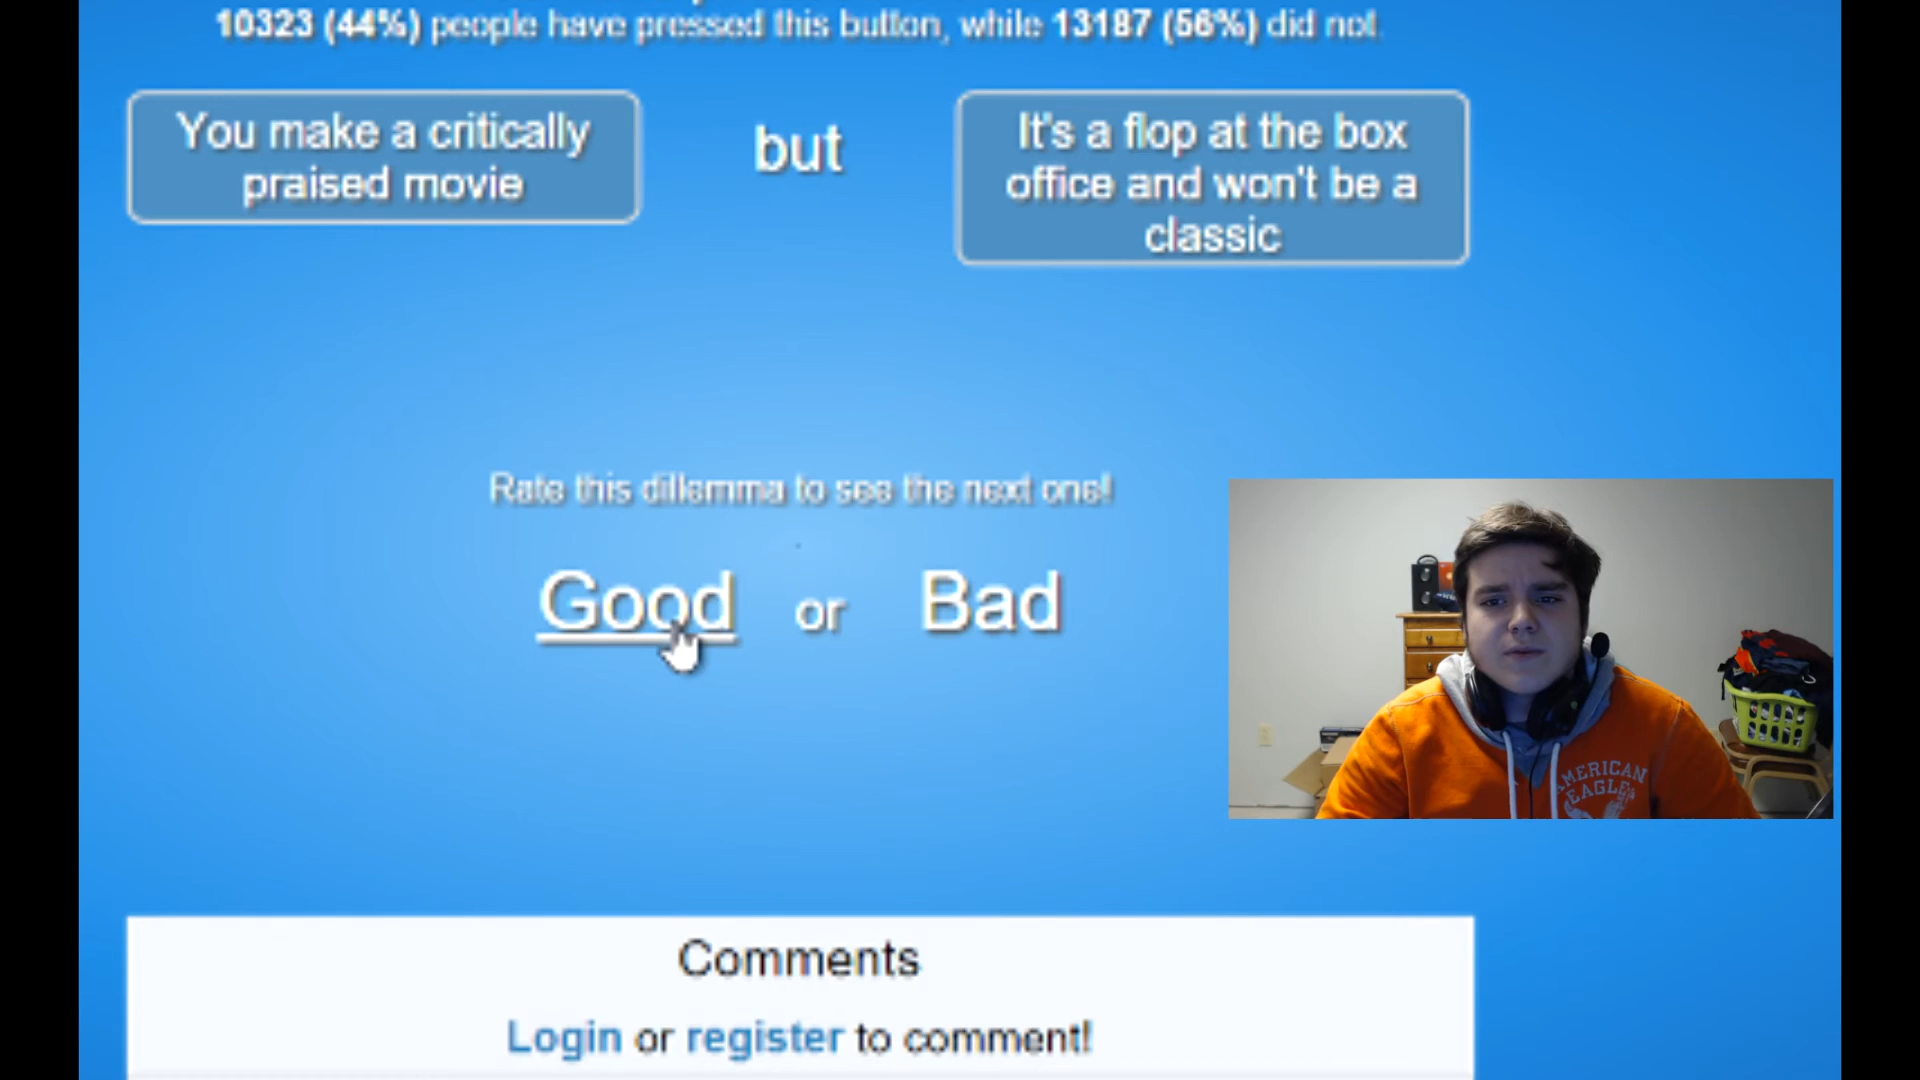 10323 (44%) people have pressed this button, while 13187 (56%) did not.
You make a critically
praised movie
but
It's a flop at the box
office and won't be a
classic
Rate this dillemma to see the next one!
Good or Bad
AMERICAN
EAGLE
Comments
Login or register to comment!